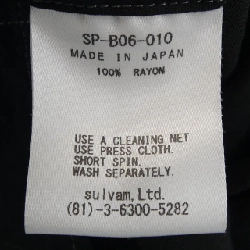 SP-B06-010
MADE IN JAPAN
100% RAYON
USE A CLEANING NET
USE PRESS CLOTH.
SHORT SPIN.
WASH SEPARATELY.
sulvam,Ltd.
(81)-3-6300-5282